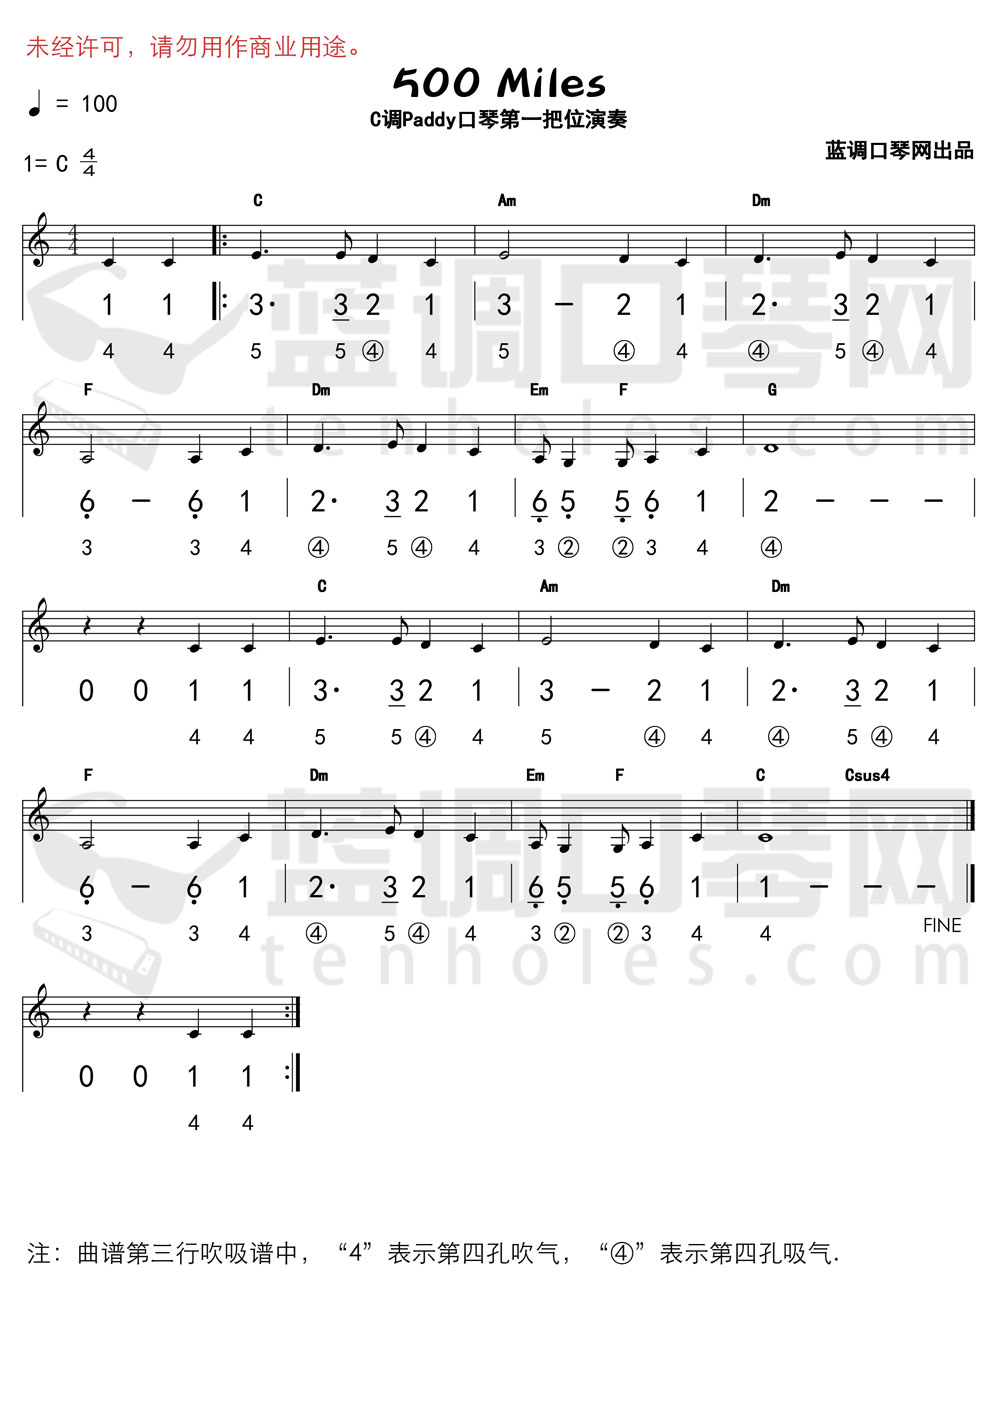 未经许可，请勿用作商业用途。
500 Miles
= 100
C调Paddy口琴第一把位演奏
蓝调口琴网出品
1= C 4/4
C Am Dm
1 1 3· 3 2 1 3 — 2 1 2· 3 2 1
4 4 5 5 ④ 4 5 ④ 4 ④ 5 ④ 4
F Dm Em F G
6 — 6 1 2· 3 2 1 6 5 5 6 1 2 — — —
3 3 4 ④ 5 ④ 4 3 ② ② 3 4 ④
C Am Dm
0 0 1 1 3· 3 2 1 3 — 2 1 2· 3 2 1
4 4 5 5 ④ 4 5 ④ 4 ④ 5 ④ 4
F Dm Em F C Csus4
6 — 6 1 2· 3 2 1 6 5 5 6 1 1 — — —
3 3 4 ④ 5 ④ 4 3 ② ② 3 4 4 FINE
0 0 1 1
4 4
注：曲谱第三行吹吸谱中，“4”表示第四孔吹气，“④”表示第四孔吸气.
蓝调口琴网
tenholes.com
蓝调口琴网
tenholes.com